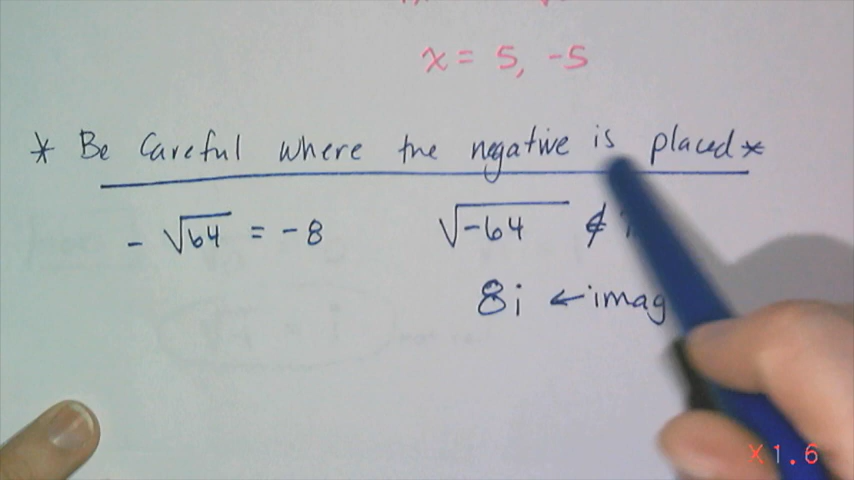 x = 5, -5
* Be Careful where the negative is placed *
- √64 = -8 √-64 ∉
8i ← imag
X1.6